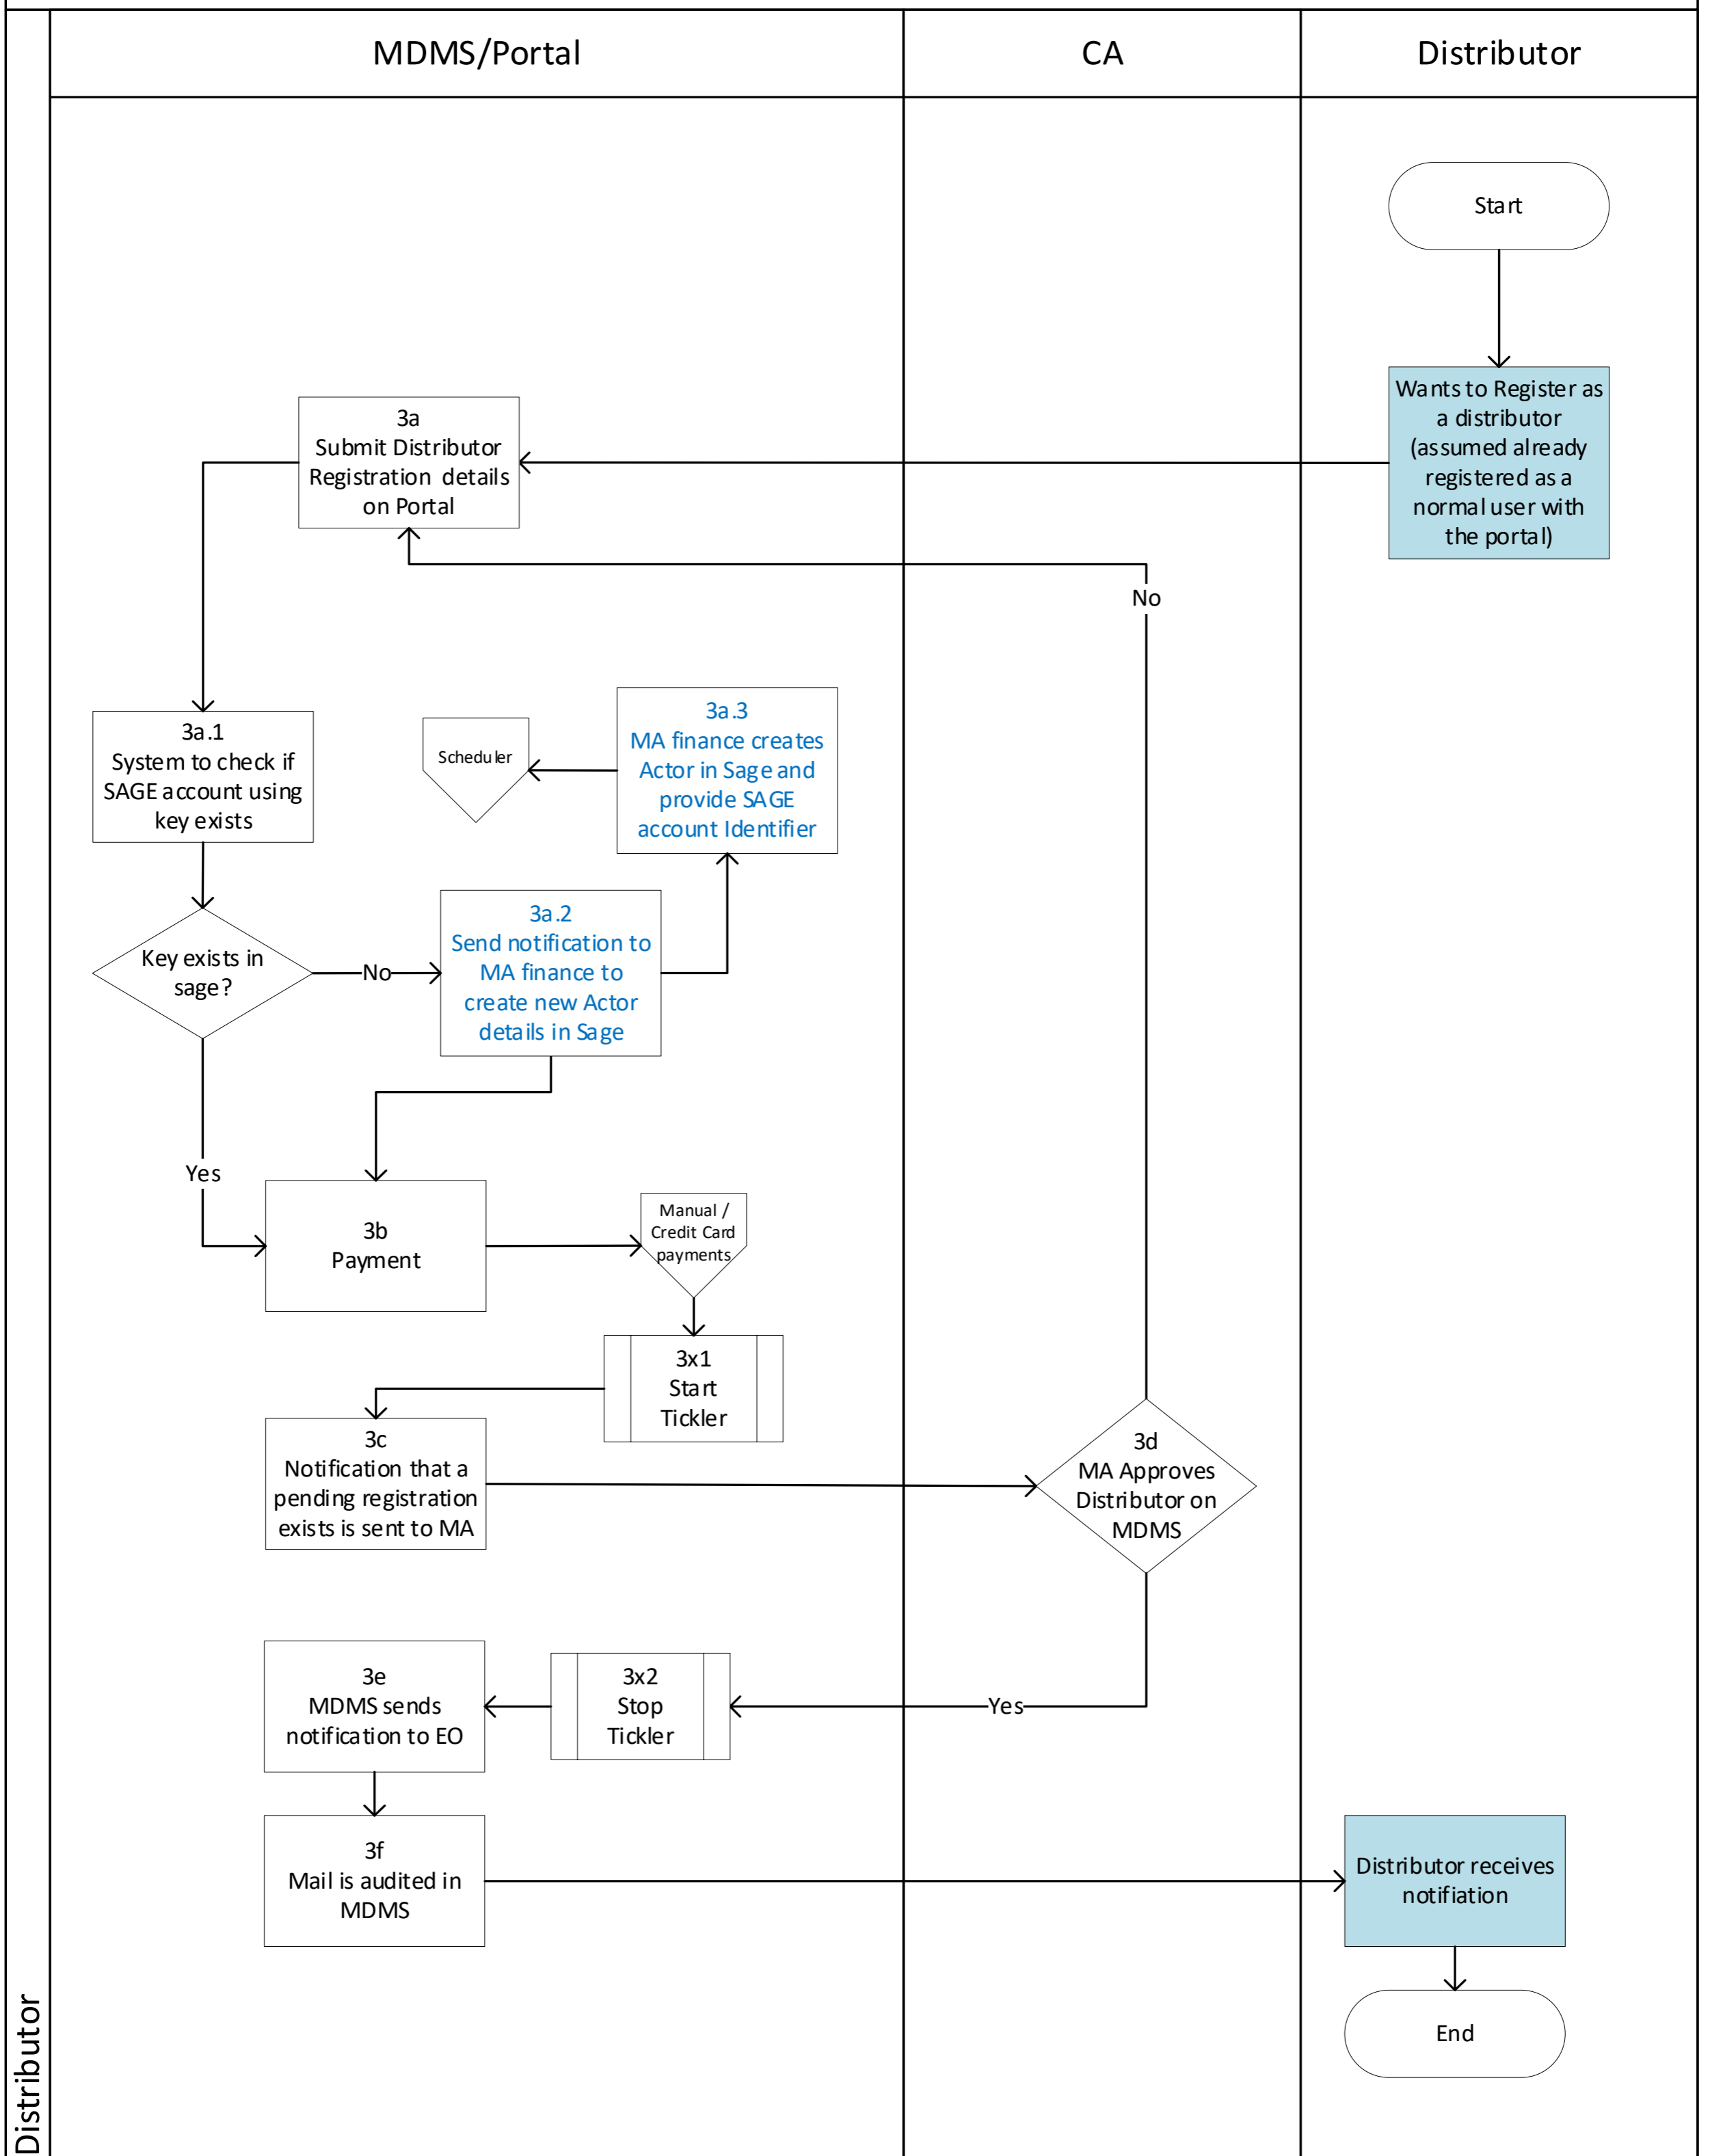 MDMS/Portal
CA
Distributor
Start
Wants to Register as
a distributor
(assumed already
registered as a
normal user with
the portal)
3a
Submit Distributor
Registration details
on Portal
No
3a.1
System to check if
SAGE account using
key exists
Scheduler
3a.3
MA finance creates
Actor in Sage and
provide SAGE
account Identifier
Key exists in
sage?
No
3a.2
Send notification to
MA finance to
create new Actor
details in Sage
Yes
3b
Payment
Manual /
Credit Card
payments
3x1
Start
Tickler
3c
Notification that a
pending registration
exists is sent to MA
3d
MA Approves
Distributor on
MDMS
3e
MDMS sends
notification to EO
3x2
Stop
Tickler
Yes
3f
Mail is audited in
MDMS
Distributor receives
notifiation
End
Distributor